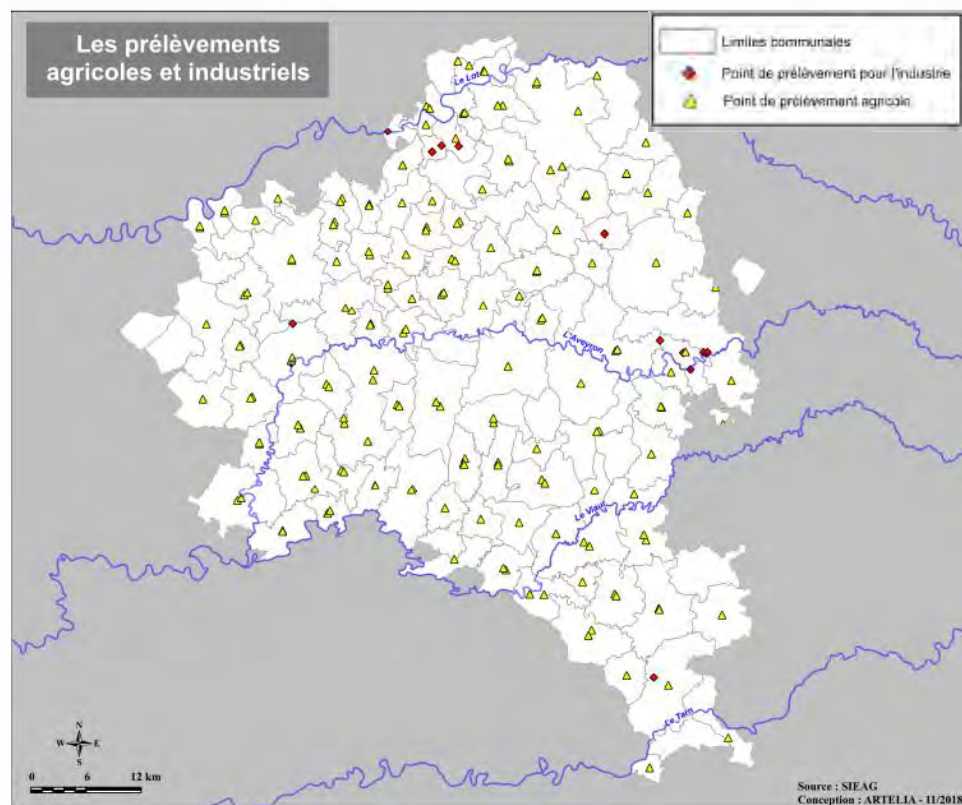 Les prélèvements
agricoles et industriels
Limites communales
Point de prélèvement pour l'industrie
Point de prélèvement agricole
Le Lot
L'Aveyron
Le Viaur
Le Tarn
N
W
E
S
0
6
12 km
Source : SIEAG
Conception : ARTELIA - 11/2018